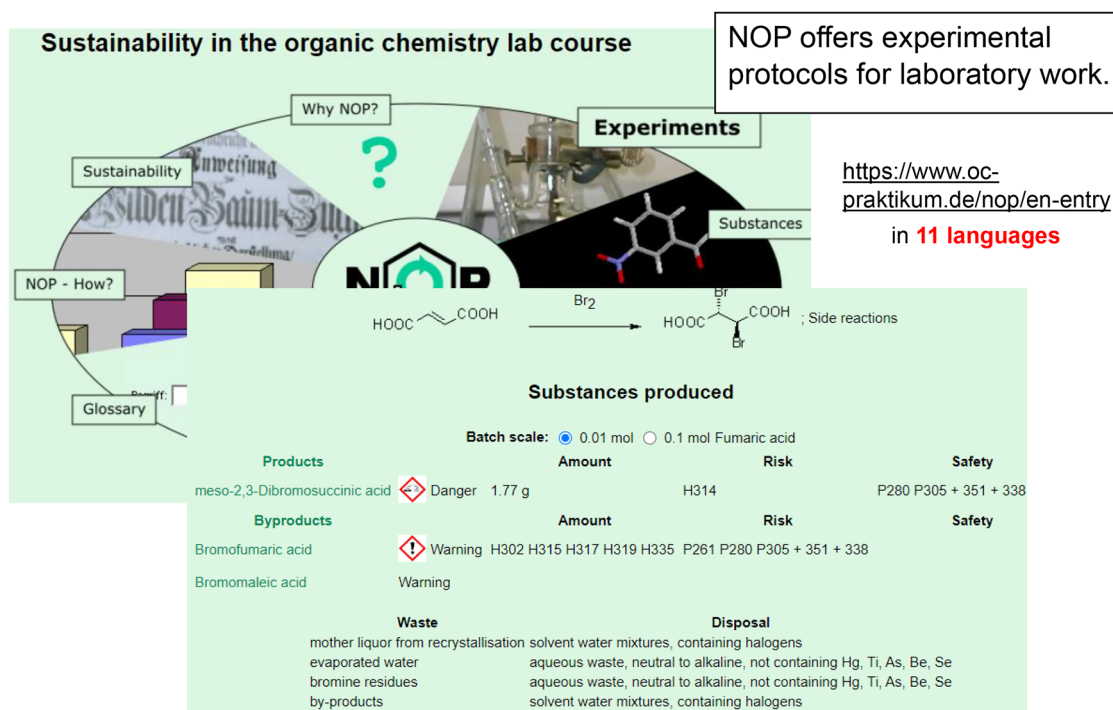 Sustainability in the organic chemistry lab course
NOP offers experimental
protocols for laboratory work.
Why NOP?
Experiments
Sustainability
Anweisung
Substances
https://www.oc-
praktikum.de/nop/en-entry
in 11 languages
NOP - How?
NOP
Glossary
HOOC COOH
Br2
HOOC Br COOH Br ; Side reactions
Substances produced
Batch scale: 0.01 mol 0.1 mol Fumaric acid
Products Amount Risk Safety
meso-2,3-Dibromosuccinic acid Danger 1.77 g H314 P280 P305 + 351 + 338
Byproducts Amount Risk Safety
Bromofumaric acid Warning H302 H315 H317 H319 H335 P261 P280 P305 + 351 + 338
Bromomaleic acid Warning
Waste Disposal
mother liquor from recrystallisation solvent water mixtures, containing halogens
evaporated water aqueous waste, neutral to alkaline, not containing Hg, Ti, As, Be, Se
bromine residues aqueous waste, neutral to alkaline, not containing Hg, Ti, As, Be, Se
by-products solvent water mixtures, containing halogens